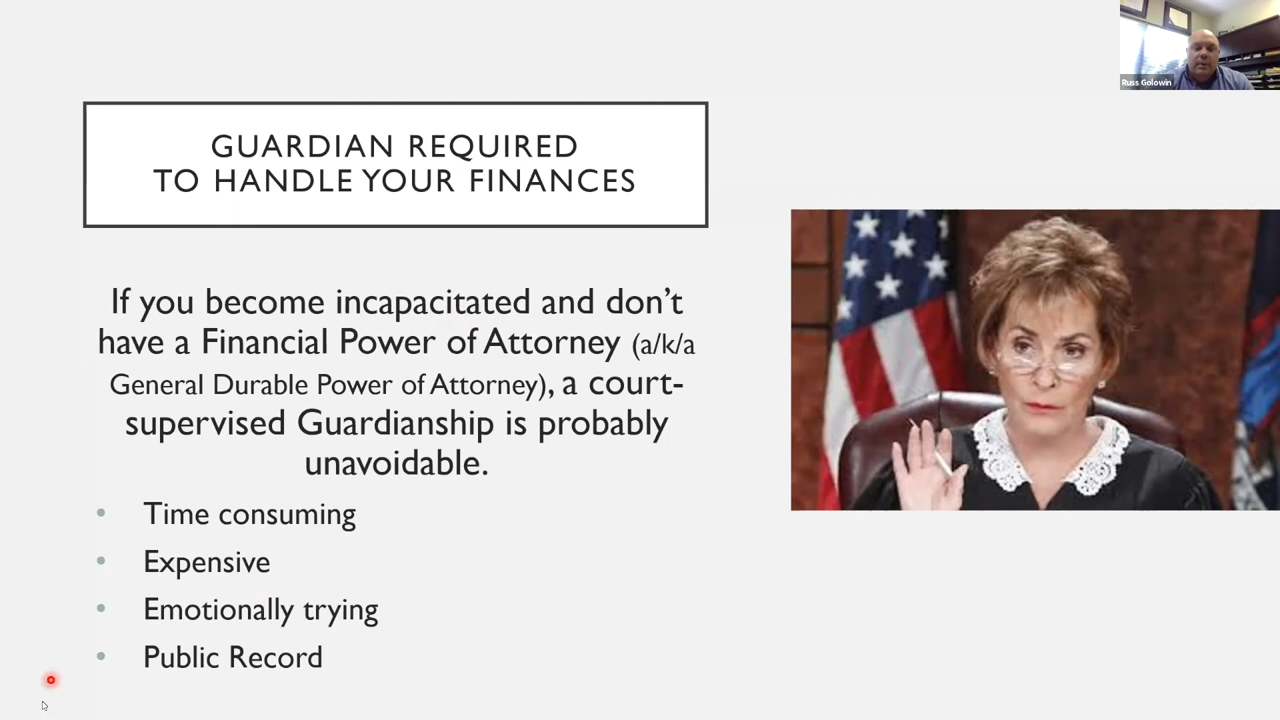 Russ Golowin
GUARDIAN REQUIRED
TO HANDLE YOUR FINANCES
If you become incapacitated and don’t
have a Financial Power of Attorney (a/k/a
General Durable Power of Attorney), a court-
supervised Guardianship is probably
unavoidable.
• Time consuming
• Expensive
• Emotionally trying
• Public Record